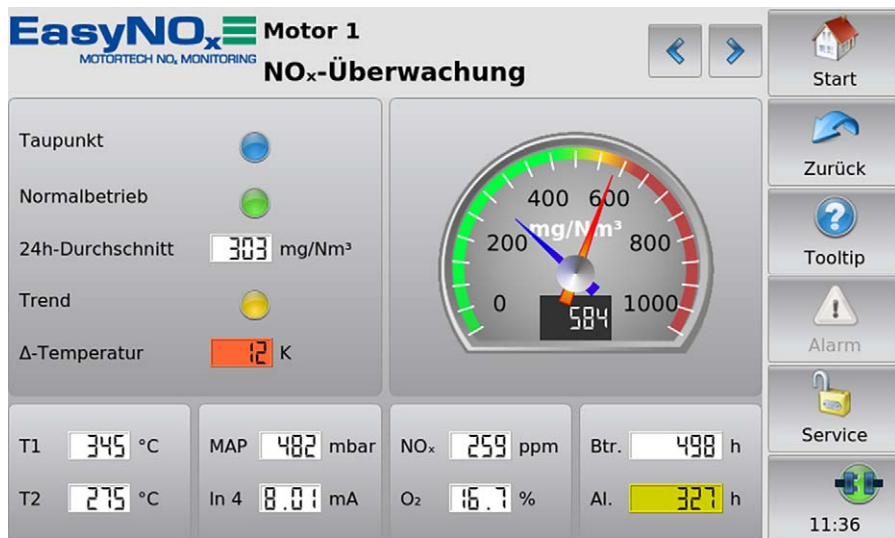 EasyNOₓ
MOTORTECH NOₓ MONITORING
Motor 1
NOₓ-Überwachung
Start
Zurück
Tooltip
Alarm
Service
11:36
Taupunkt
Normalbetrieb
24h-Durchschnitt 303 mg/Nm³
Trend
Δ-Temperatur 12 K
0 200 400 600 800 1000
mg/Nm³
584
T1 345 °C
T2 275 °C
MAP 482 mbar
In 4 8.01 mA
NOₓ 259 ppm
O₂ 16.7 %
Btr. 498 h
Al. 327 h